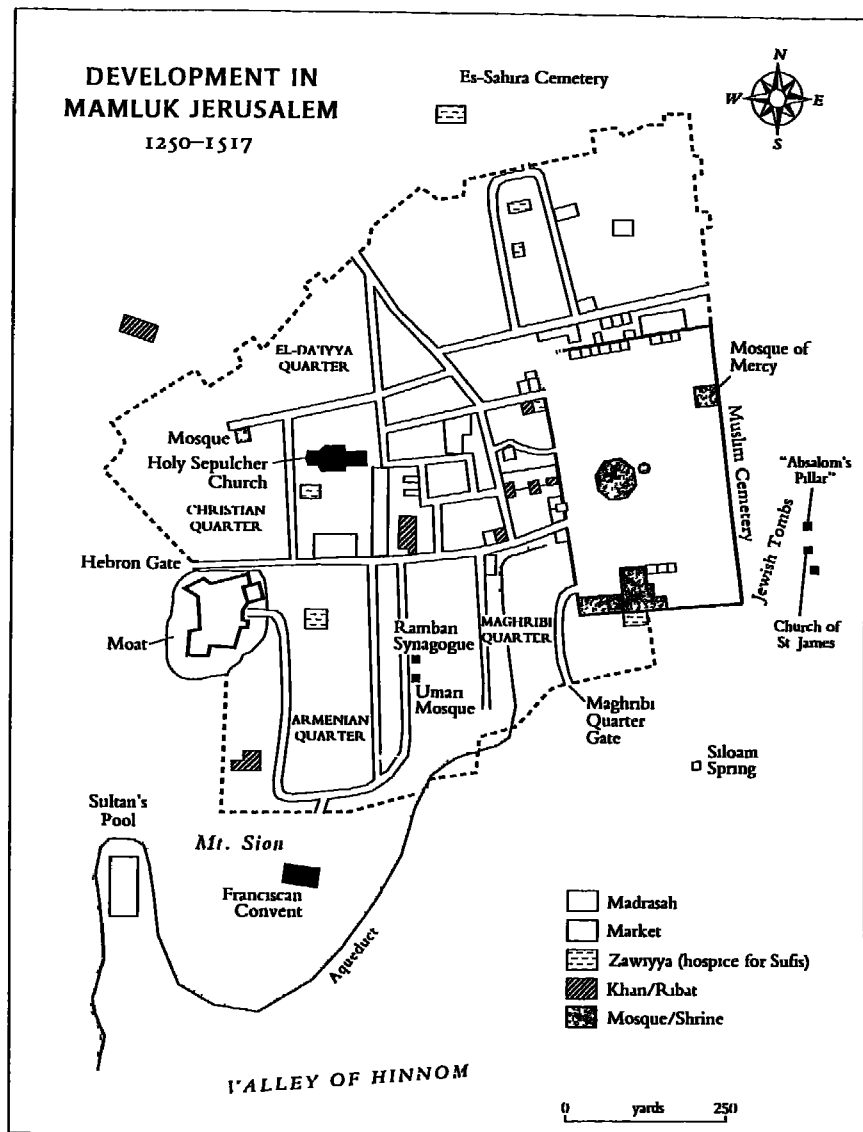 DEVELOPMENT IN
MAMLUK JERUSALEM
1250–1517
Es-Sahira Cemetery
N
W
E
S
EL-DA'IYYA
QUARTER
Mosque of
Mercy
Mosque
Holy Sepulcher
Church
Muslim Cemetery
"Absalom's
Pillar"
CHRISTIAN
QUARTER
Jewish Tombs
Hebron Gate
Moat
Ramban
Synagogue
MAGHRIBI
QUARTER
Church of
St James
Umari
Mosque
ARMENIAN
QUARTER
Maghribi
Quarter
Gate
Siloam
Spring
Sultan's
Pool
Mt. Sion
Franciscan
Convent
Aqueduct
Madrasah
Market
Zawiyya (hospice for Sufis)
Khan/Ribat
Mosque/Shrine
VALLEY OF HINNOM
0 yards 250